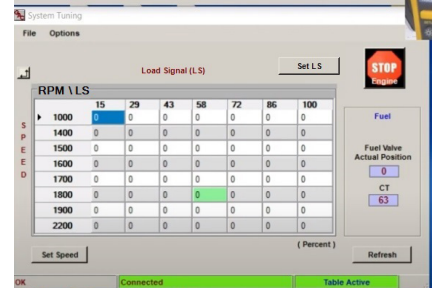 System Tuning
File Options
Load Signal (LS)
Set LS
STOP
Engine
RPM \ LS
15 29 43 58 72 86 100
1000 0 0 0 0 0 0 0
1400 0 0 0 0 0 0 0
1500 0 0 0 0 0 0 0
1600 0 0 0 0 0 0 0
1700 0 0 0 0 0 0 0
1800 0 0 0 0 0 0 0
1900 0 0 0 0 0 0 0
2200 0 0 0 0 0 0 0
SPEED
Fuel
Fuel Valve
Actual Position
0
CT
63
( Percent )
Set Speed
Refresh
OK
Connected
Table Active